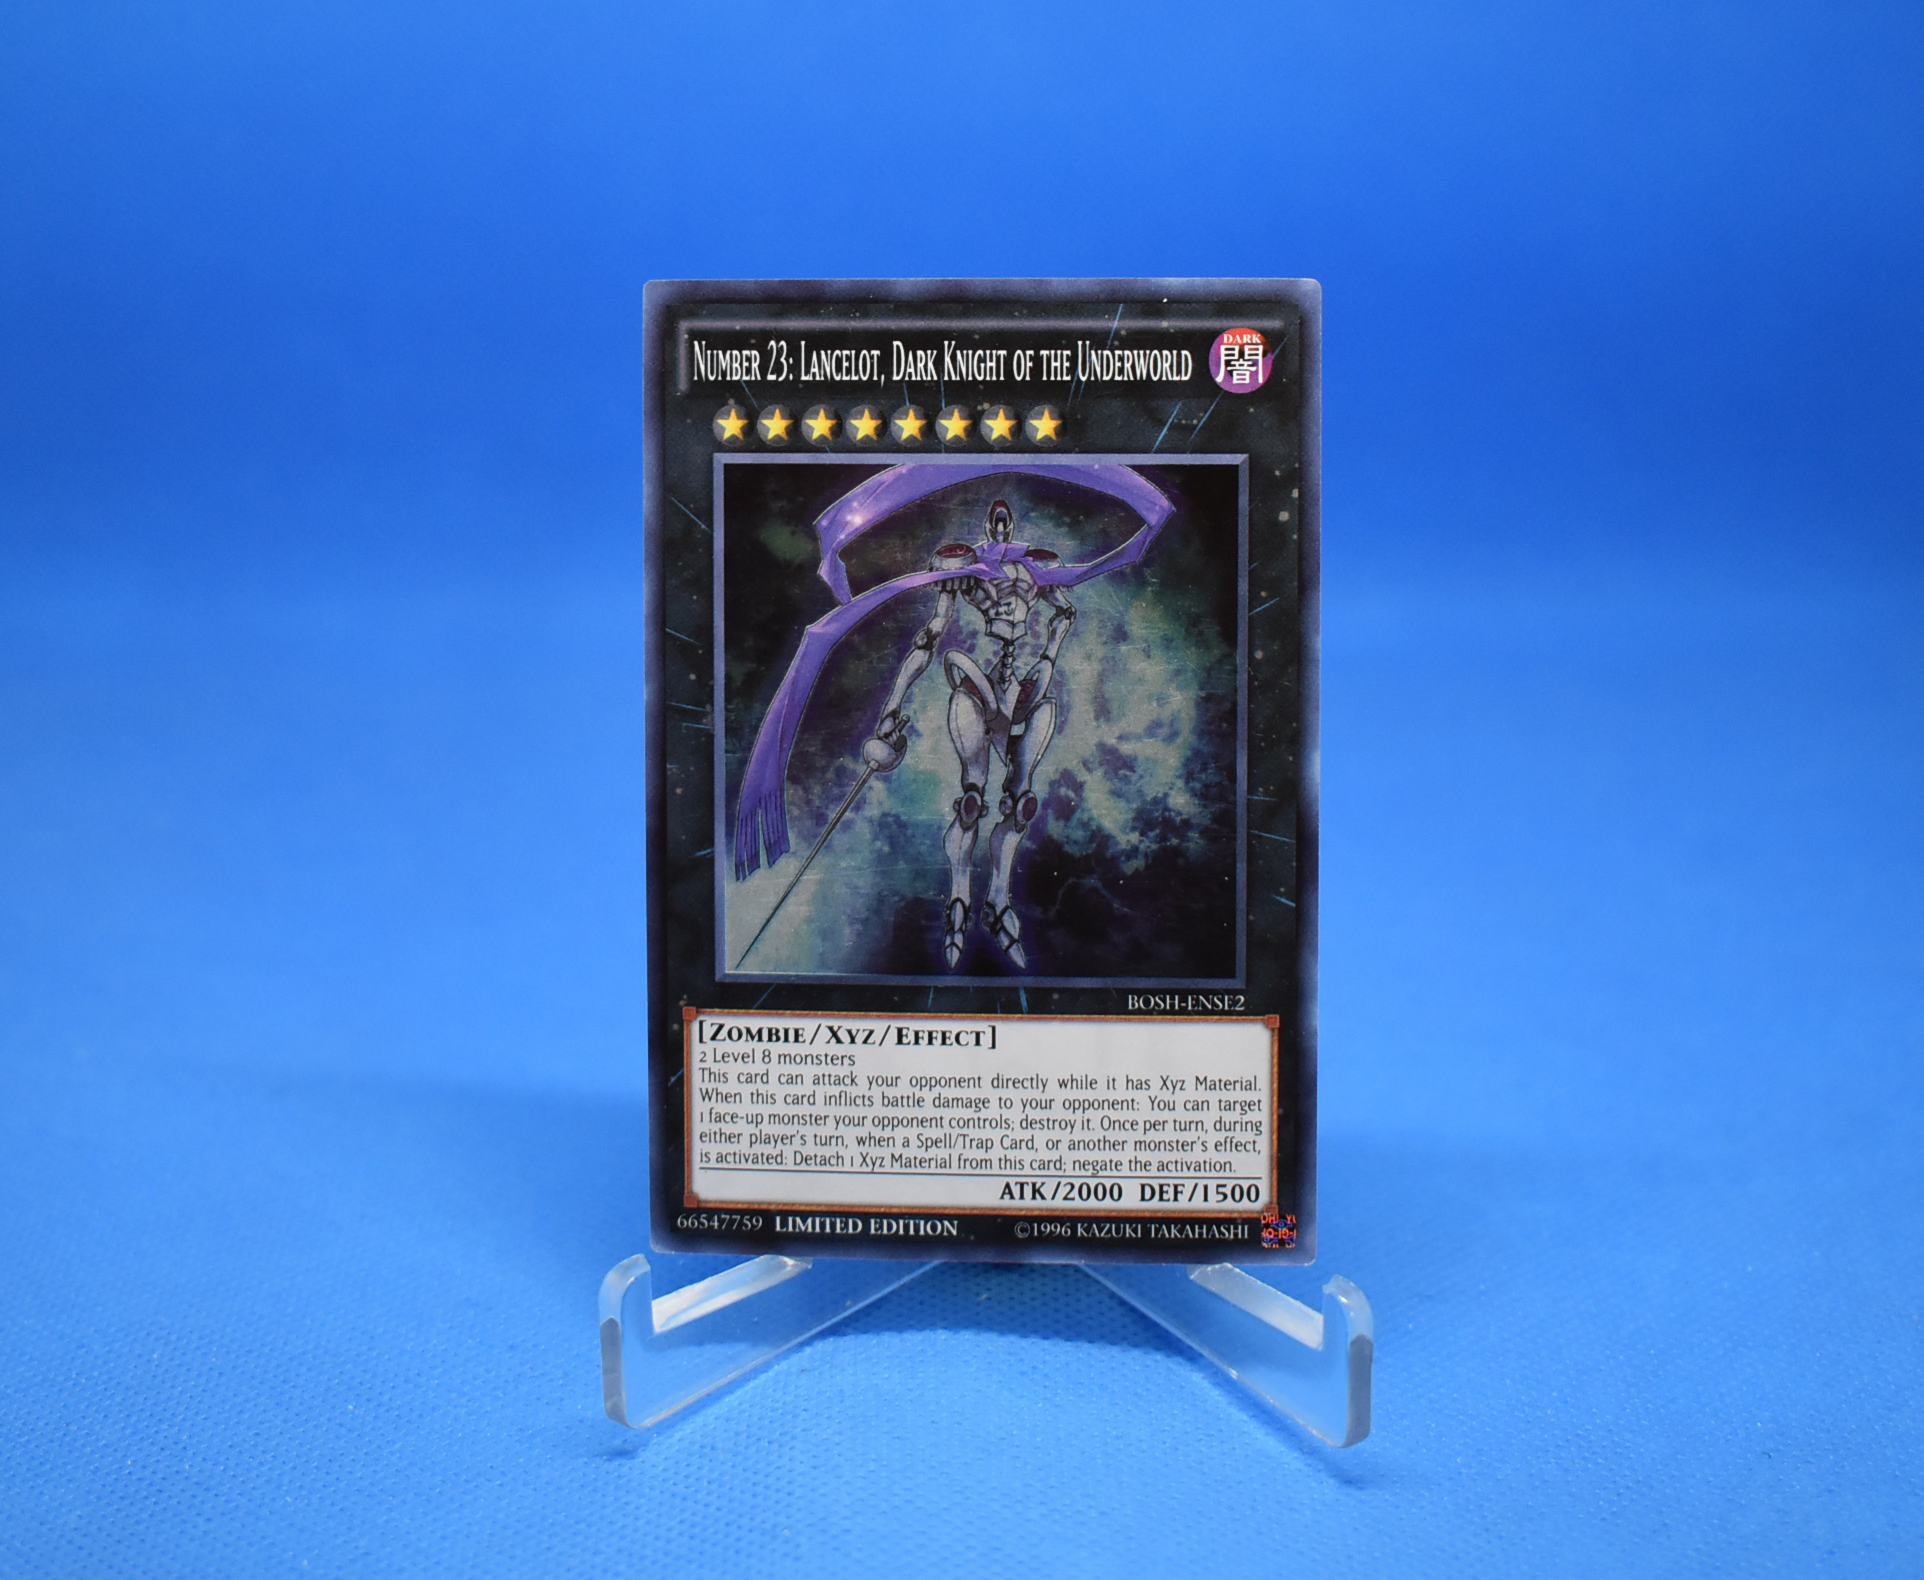 NUMBER 23: LANCELOT, DARK KNIGHT OF THE UNDERWORLD
DARK
闇
23
BOSH-ENSE2
[ZOMBIE/XYZ/EFFECT]
2 Level 8 monsters
This card can attack your opponent directly while it has Xyz Material.
When this card inflicts battle damage to your opponent: You can target
1 face-up monster your opponent controls; destroy it. Once per turn, during
either player's turn, when a Spell/Trap Card, or another monster's effect,
is activated: Detach 1 Xyz Material from this card; negate the activation.
ATK/2000 DEF/1500
66547759 LIMITED EDITION
©1996 KAZUKI TAKAHASHI